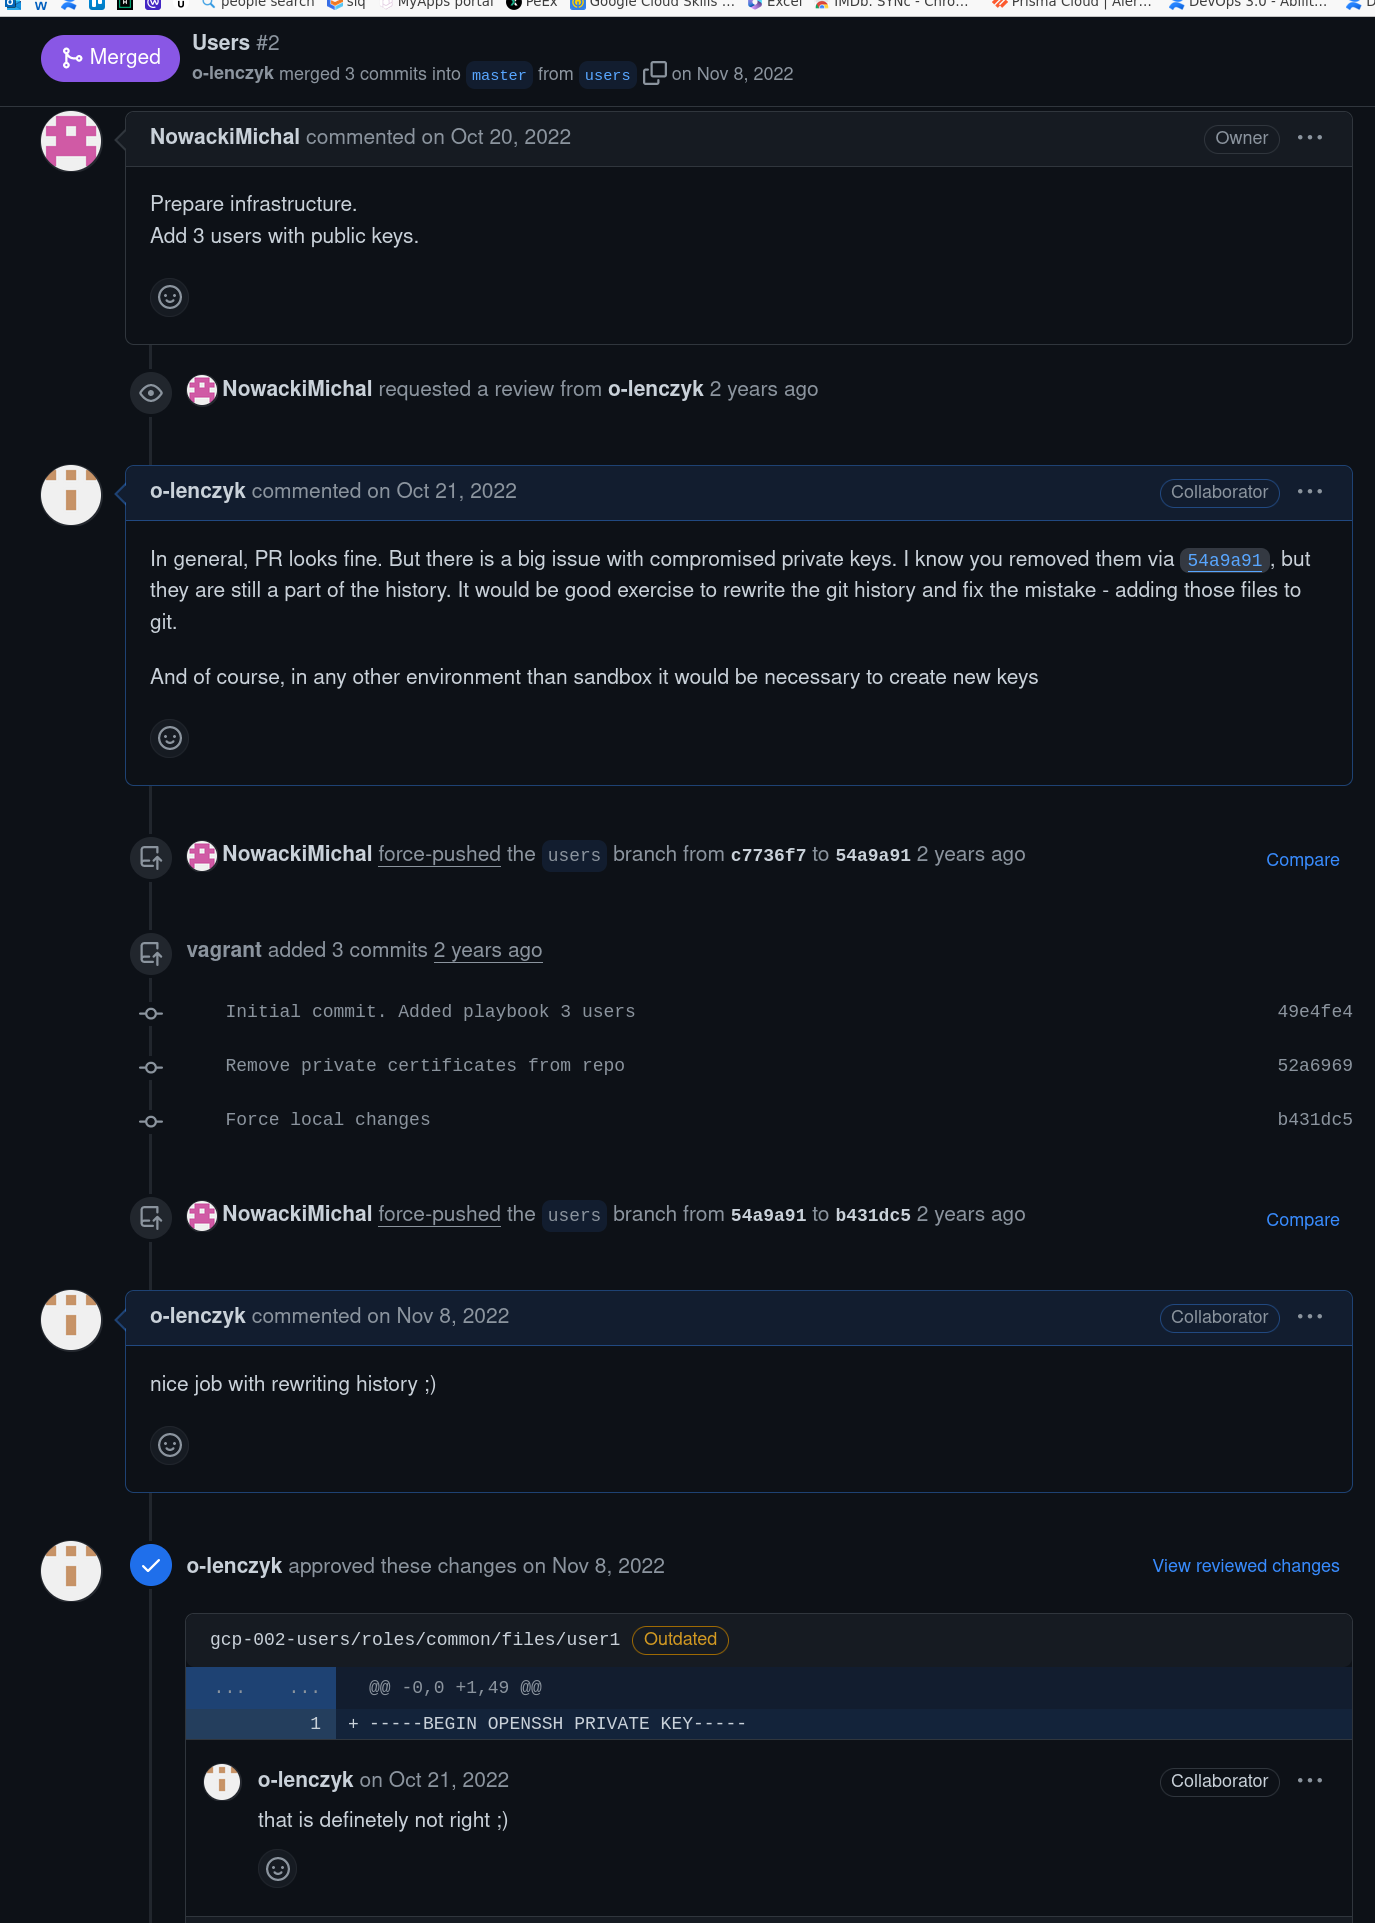 people search siq MyApps portal PeEx Google Cloud Skills ... Excel IMDb. SYNc - Chro... Prisma Cloud | Aler... DevOps 3.0 - Abilit...
Merged
Users #2
o-lenczyk merged 3 commits into master from users on Nov 8, 2022
NowackiMichal commented on Oct 20, 2022 Owner
Prepare infrastructure.
Add 3 users with public keys.
NowackiMichal requested a review from o-lenczyk 2 years ago
o-lenczyk commented on Oct 21, 2022 Collaborator
In general, PR looks fine. But there is a big issue with compromised private keys. I know you removed them via 54a9a91, but
they are still a part of the history. It would be good exercise to rewrite the git history and fix the mistake - adding those files to
git.
And of course, in any other environment than sandbox it would be necessary to create new keys
NowackiMichal force-pushed the users branch from c7736f7 to 54a9a91 2 years ago Compare
vagrant added 3 commits 2 years ago
Initial commit. Added playbook 3 users 49e4fe4
Remove private certificates from repo 52a6969
Force local changes b431dc5
NowackiMichal force-pushed the users branch from 54a9a91 to b431dc5 2 years ago Compare
o-lenczyk commented on Nov 8, 2022 Collaborator
nice job with rewriting history ;)
o-lenczyk approved these changes on Nov 8, 2022 View reviewed changes
gcp-002-users/roles/common/files/user1 Outdated
... ... @@ -0,0 +1,49 @@
1 + -----BEGIN OPENSSH PRIVATE KEY-----
o-lenczyk on Oct 21, 2022 Collaborator
that is definetely not right ;)